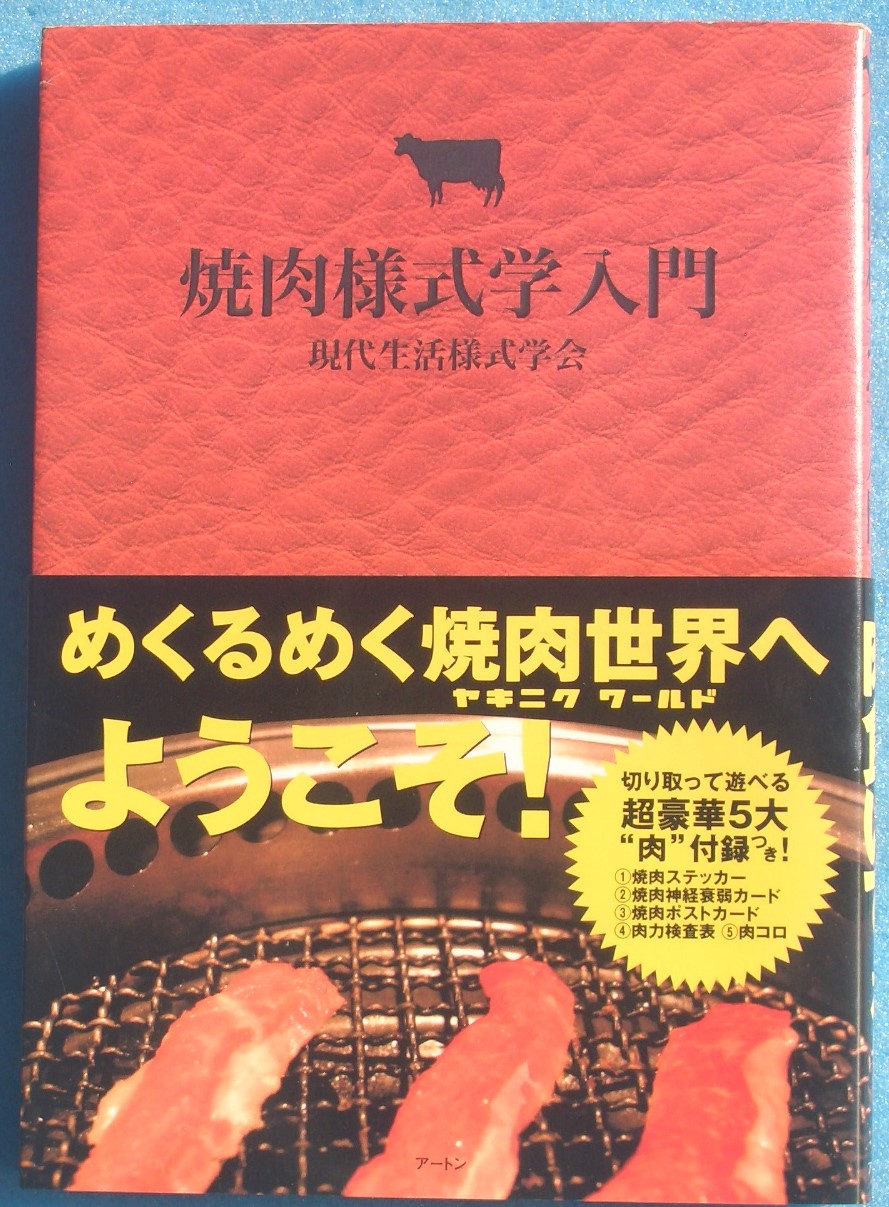 焼肉様式学入門
現代生活様式学会
めくるめく焼肉世界へ
ヤキニク ワールド
ようこそ!
切り取って遊べる
超豪華5大
“肉”付録つき!
①焼肉ステッカー
②焼肉神経衰弱カード
③焼肉ポストカード
④肉力検査表 ⑤肉コロ
アートン